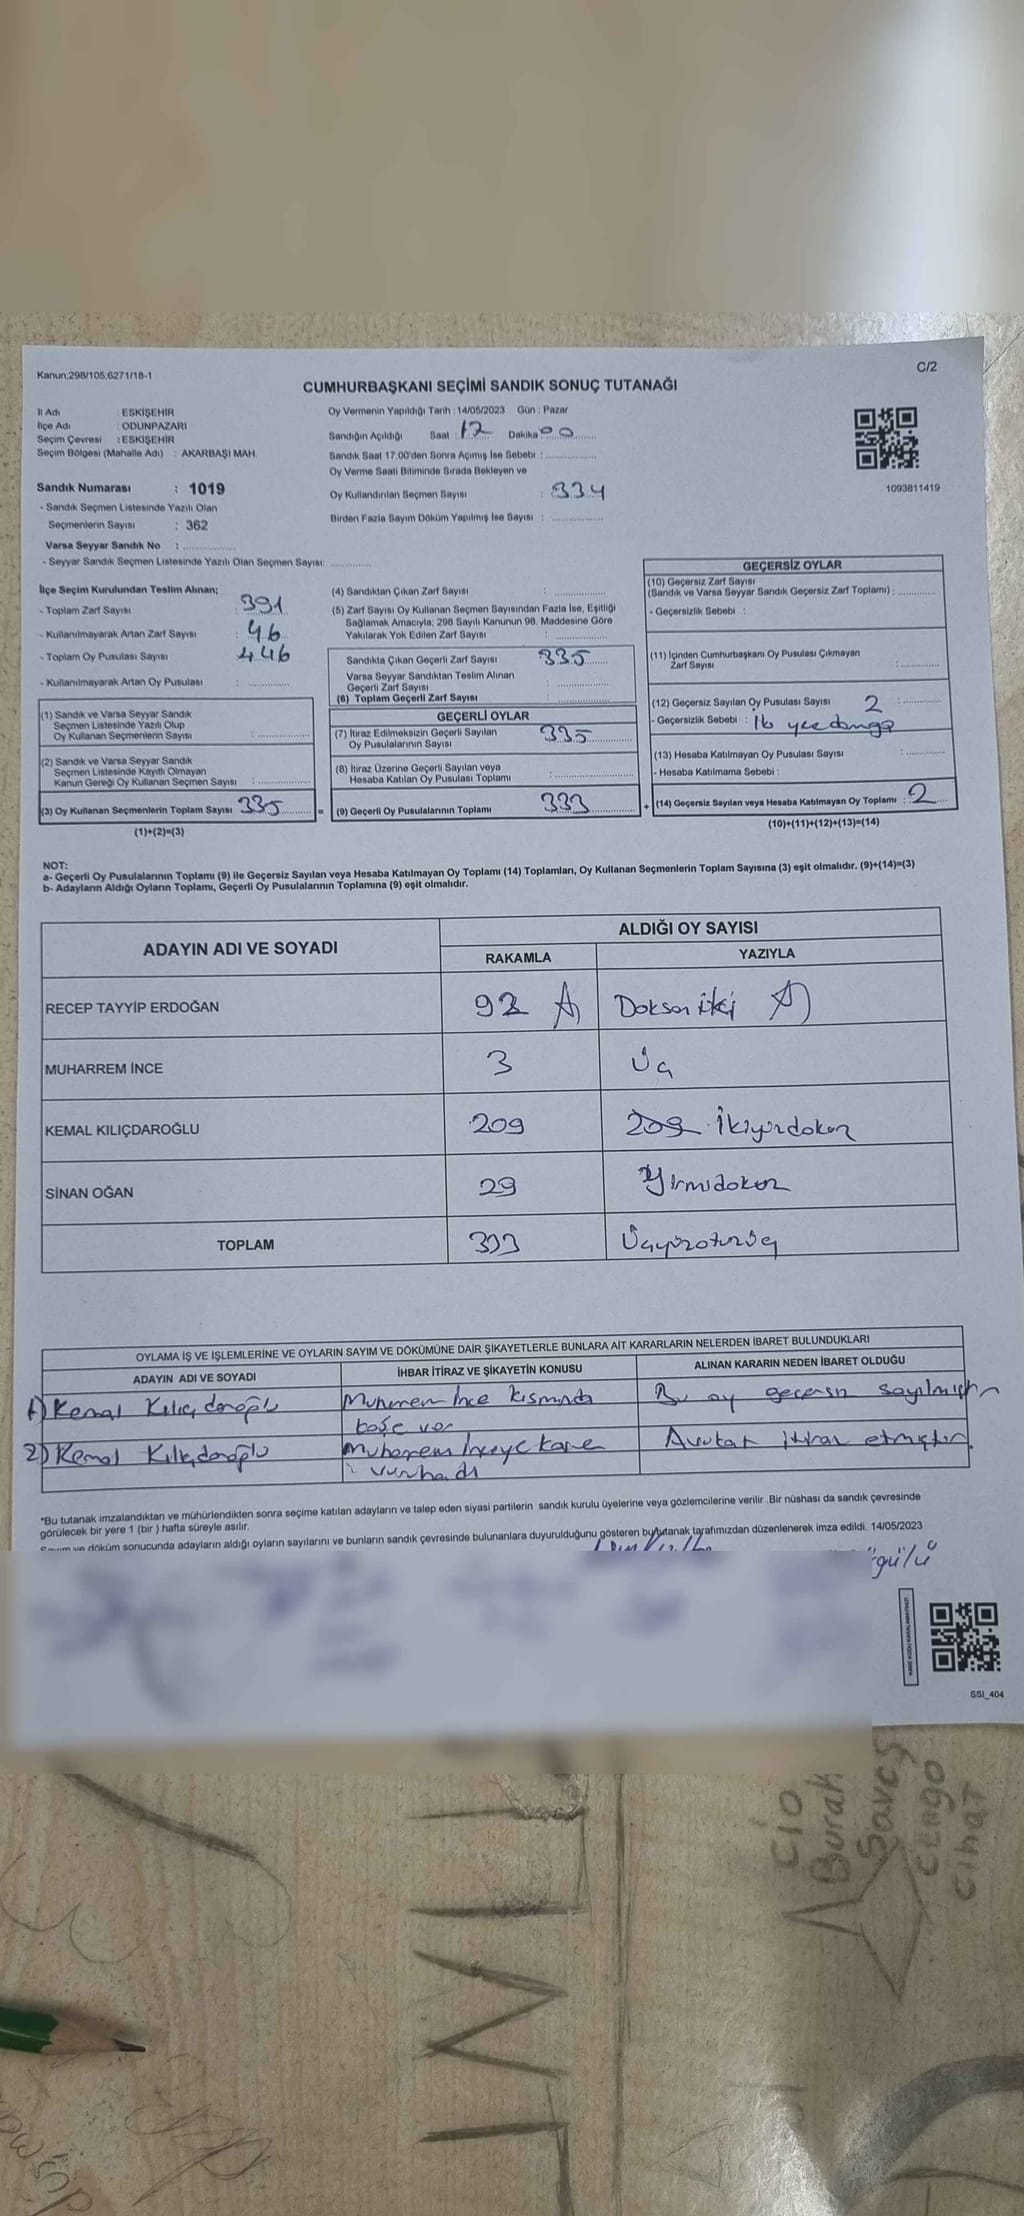 Kanun;298/105,6271/18-1
C/2
CUMHURBAŞKANI SEÇİMİ SANDIK SONUÇ TUTANAĞI
İl Adı : ESKİŞEHİR
İlçe Adı : ODUNPAZARI
Seçim Çevresi : ESKİŞEHİR
Seçim Bölgesi (Mahalle Adı) : AKARBAŞI MAH.
Sandık Numarası : 1019
- Sandık Seçmen Listesinde Yazılı Olan
Seçmenlerin Sayısı : 362
Varsa Seyyar Sandık No :
- Seyyar Sandık Seçmen Listesinde Yazılı Olan Seçmen Sayısı:
Oy Vermenin Yapıldığı Tarih : 14/05/2023 Gün : Pazar
Sandığın Açıldığı Saat : 17 Dakika 00
Sandık Saat 17:00'den Sonra Açımış İse Sebebi :
Oy Verme Saati Bitiminde Sırada Bekleyen ve
Oy Kullandırılan Seçmen Sayısı : 334
Birden Fazla Sayım Döküm Yapılmış İse Sayısı :
1093811419
İlçe Seçim Kurulundan Teslim Alınan;
- Toplam Zarf Sayısı : 391
- Kullanılmayarak Artan Zarf Sayısı : 46
- Toplam Oy Pusulası Sayısı 446
- Kullanılmayarak Artan Oy Pusulası :
(1) Sandık ve Varsa Seyyar Sandık
Seçmen Listesinde Yazılı Olup
Oy Kullanan Seçmenlerin Sayısı :
(2) Sandık ve Varsa Seyyar Sandık
Seçmen Listesinde Kayıtlı Olmayan
Kanun Gereği Oy Kullanan Seçmen Sayısı :
(3) Oy Kullanan Seçmenlerin Toplam Sayısı 335
(1)+(2)=(3)
(4) Sandıktan Çıkan Zarf Sayısı :
(5) Zarf Sayısı Oy Kullanan Seçmen Sayısından Fazla İse, Eşitliği
Sağlamak Amacıyla; 298 Sayılı Kanunun 98. Maddesine Göre
Yakılarak Yok Edilen Zarf Sayısı :
Sandıkta Çıkan Geçerli Zarf Sayısı 335
Varsa Seyyar Sandıktan Teslim Alınan
Geçerli Zarf Sayısı :
(6) Toplam Geçerli Zarf Sayısı :
GEÇERLİ OYLAR
(7) İtiraz Edilmeksizin Geçerli Sayılan
Oy Pusulalarının Sayısı 335
(8) İtiraz Üzerine Geçerli Sayılan veya
Hesaba Katılan Oy Pusulası Toplamı :
= (9) Geçerli Oy Pusulalarının Toplamı 333
GEÇERSİZ OYLAR
(10) Geçersiz Zarf Sayısı
(Sandık ve Varsa Seyyar Sandık Geçersiz Zarf Toplamı) :
- Geçersizlik Sebebi :
(11) İçinden Cumhurbaşkanı Oy Pusulası Çıkmayan
Zarf Sayısı :
(12) Geçersiz Sayılan Oy Pusulası Sayısı 2 :
- Geçersizlik Sebebi :
(13) Hesaba Katılmayan Oy Pusulası Sayısı :
- Hesaba Katılmama Sebebi :
+ (14) Geçersiz Sayılan veya Hesaba Katılmayan Oy Toplamı : 2
(10)+(11)+(12)+(13)=(14)
NOT:
a- Geçerli Oy Pusulalarının Toplamı (9) ile Geçersiz Sayılan veya Hesaba Katılmayan Oy Toplamı (14) Toplamları, Oy Kullanan Seçmenlerin Toplam Sayısına (3) eşit olmalıdır. (9)+(14)=(3)
b- Adayların Aldığı Oyların Toplamı, Geçerli Oy Pusulalarının Toplamına (9) eşit olmalıdır.
ADAYIN ADI VE SOYADI
ALDIĞI OY SAYISI
RAKAMLA YAZIYLA
RECEP TAYYİP ERDOĞAN 92 Doksan iki
MUHARREM İNCE 3 Üç
KEMAL KILIÇDAROĞLU 209 209 İkiyüzdokuz
SİNAN OĞAN 29 Yirmidokuz
TOPLAM 333 Üçyüzotuzüç
OYLAMA İŞ VE İŞLEMLERİNE VE OYLARIN SAYIM VE DÖKÜMÜNE DAİR ŞİKAYETLERLE BUNLARA AİT KARARLARIN NELERDEN İBARET BULUNDUKLARI
ADAYIN ADI VE SOYADI İHBAR İTİRAZ VE ŞİKAYETİN KONUSU ALINAN KARARIN NEDEN İBARET OLDUĞU
1) Kemal Kılıçdaroğlu Muharrem İnce kısmında Bu oy geçersiz sayılmıştır
kaşe var
2) Kemal Kılıçdaroğlu Muharrem İnceye kaşe Avukat itiraz etmiştir.
vurulmadı
*Bu tutanak imzalandıktan ve mühürlendikten sonra seçime katılan adayların ve talep eden siyasi partilerin sandık kurulu üyelerine veya gözlemcilerine verilir .Bir nüshası da sandık çevresinde
görülecek bir yere 1 (bir ) hafta süreyle asılır.
Sayım ve döküm sonucunda adayların aldığı oyların sayılarını ve bunların sandık çevresinde bulunanlara duyurulduğunu gösteren bu tutanak tarafımızdan düzenlenerek imza edildi. 14/05/2023
KARE KODU KARALAMAYINIZ!
SSI_404
Cio
Burak
Savaş
Cihat